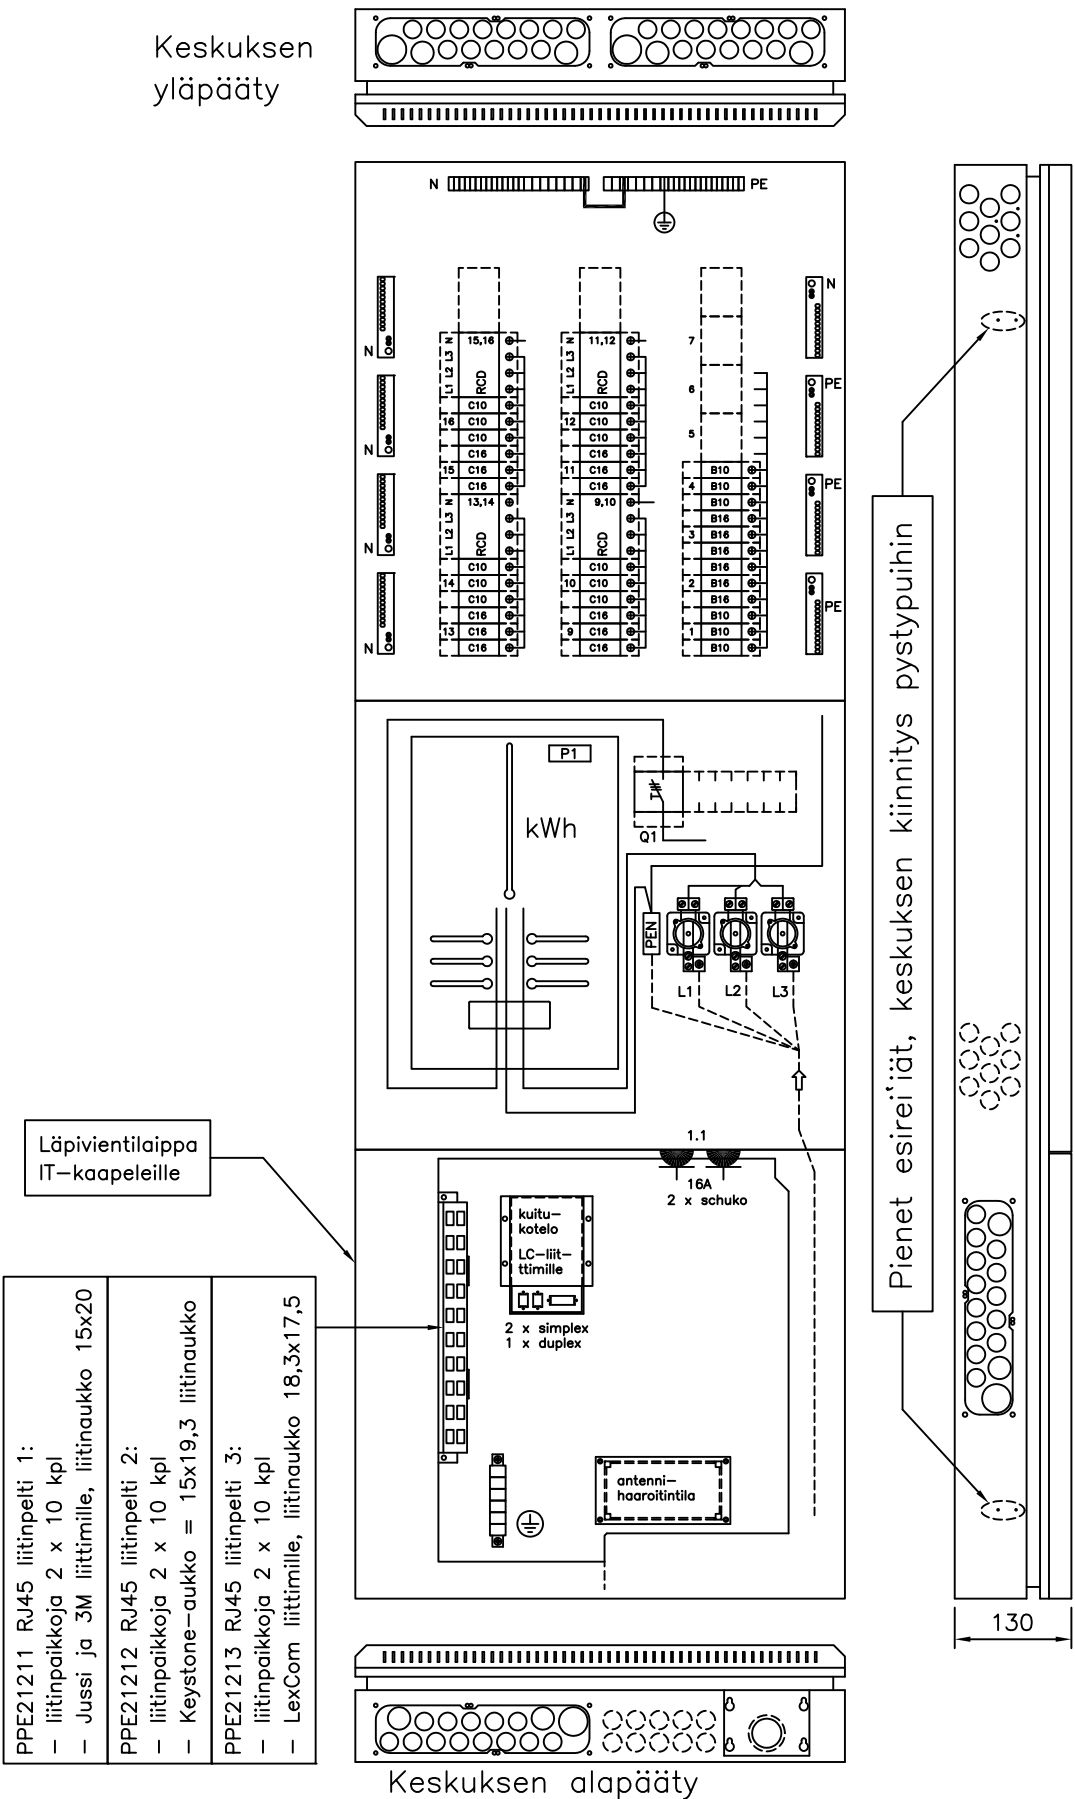 Keskuksen
yläpääty
N
PE
N
N
N
N
N
PE
PE
PE
N L3 L2 L1
15,16
RCD
C10
16 C10
C10
C16
15 C16
C16
N L3 L2 L1
13,14
RCD
C10
14 C10
C10
C16
13 C16
C16
N L3 L2 L1
11,12
RCD
C10
12 C10
C10
C16
11 C16
C16
N L3 L2 L1
9,10
RCD
C10
10 C10
C10
C16
9 C16
C16
7
6
5
B10
4 B10
B10
B16
3 B16
B16
B16
2 B16
B16
B10
1 B10
B10
P1
kWh
Q1
PEN
L1 L2 L3
Pienet esirei'iät, keskuksen kiinnitys pystypuihin
Läpivientilaippa
IT-kaapeleille
1.1
16A
2 x schuko
kuitu-
kotelo
LC-liit-
ttimille
2 x simplex
1 x duplex
antenni-
haaroitintila
PPE21211 RJ45 liitinpelti 1:
- liitinpaikkoja 2 x 10 kpl
- Jussi ja 3M liittimille, liitinaukko 15x20
PPE21212 RJ45 liitinpelti 2:
- liitinpaikkoja 2 x 10 kpl
- Keystone-aukko = 15x19,3 liitinaukko
PPE21213 RJ45 liitinpelti 3:
- liitinpaikkoja 2 x 10 kpl
- LexCom liittimille, liitinaukko 18,3x17,5
130
Keskuksen alapääty